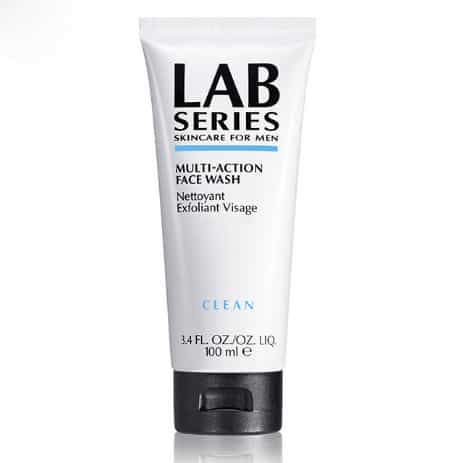 LAB
SERIES
SKINCARE FOR MEN
MULTI-ACTION
FACE WASH
Nettoyant
Exfoliant Visage
CLEAN
3.4 FL. OZ./OZ. LIQ.
100 ml ℮